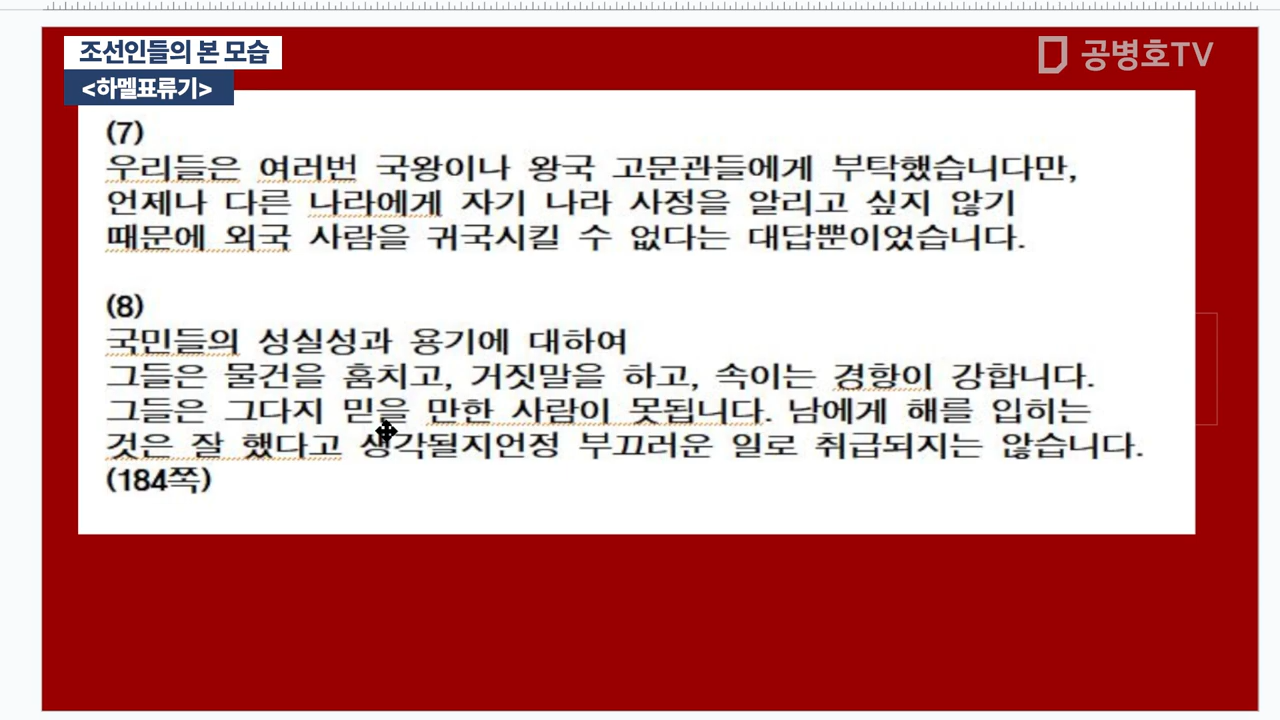 조선인들의 본 모습
<하멜표류기>
공병호TV
(7)
우리들은 여러번 국왕이나 왕국 고문관들에게 부탁했습니다만,
언제나 다른 나라에게 자기 나라 사정을 알리고 싶지 않기
때문에 외국 사람을 귀국시킬 수 없다는 대답뿐이었습니다.
(8)
국민들의 성실성과 용기에 대하여
그들은 물건을 훔치고, 거짓말을 하고, 속이는 경향이 강합니다.
그들은 그다지 믿을 만한 사람이 못됩니다. 남에게 해를 입히는
것은 잘 했다고 생각될지언정 부끄러운 일로 취급되지는 않습니다.
(184쪽)